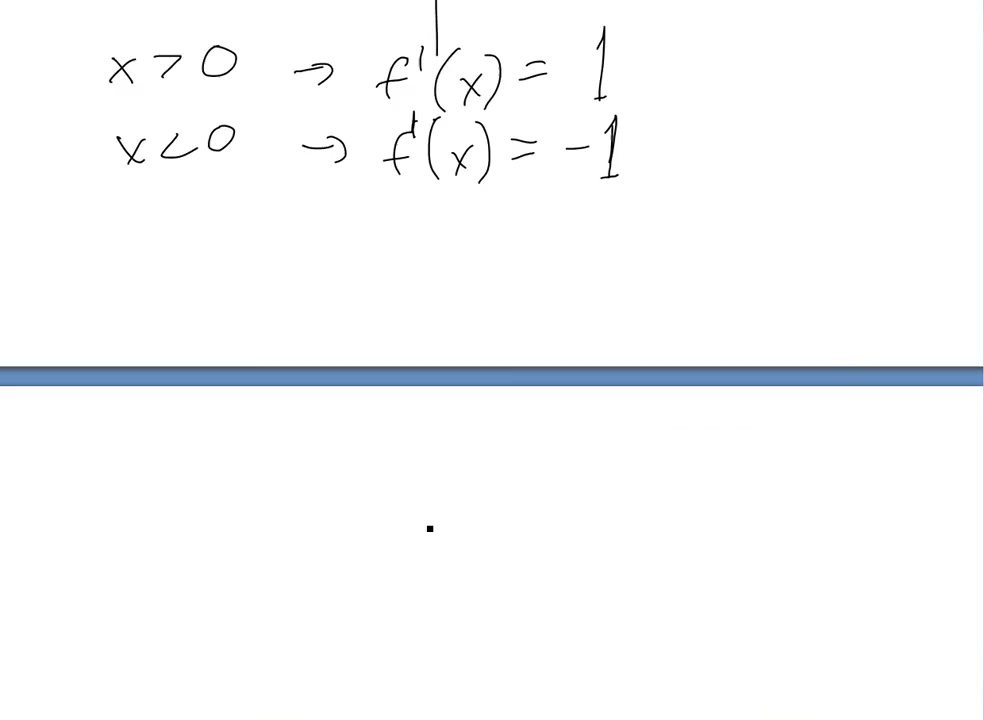 x > 0 → f'(x) = 1
x < 0 → f'(x) = -1